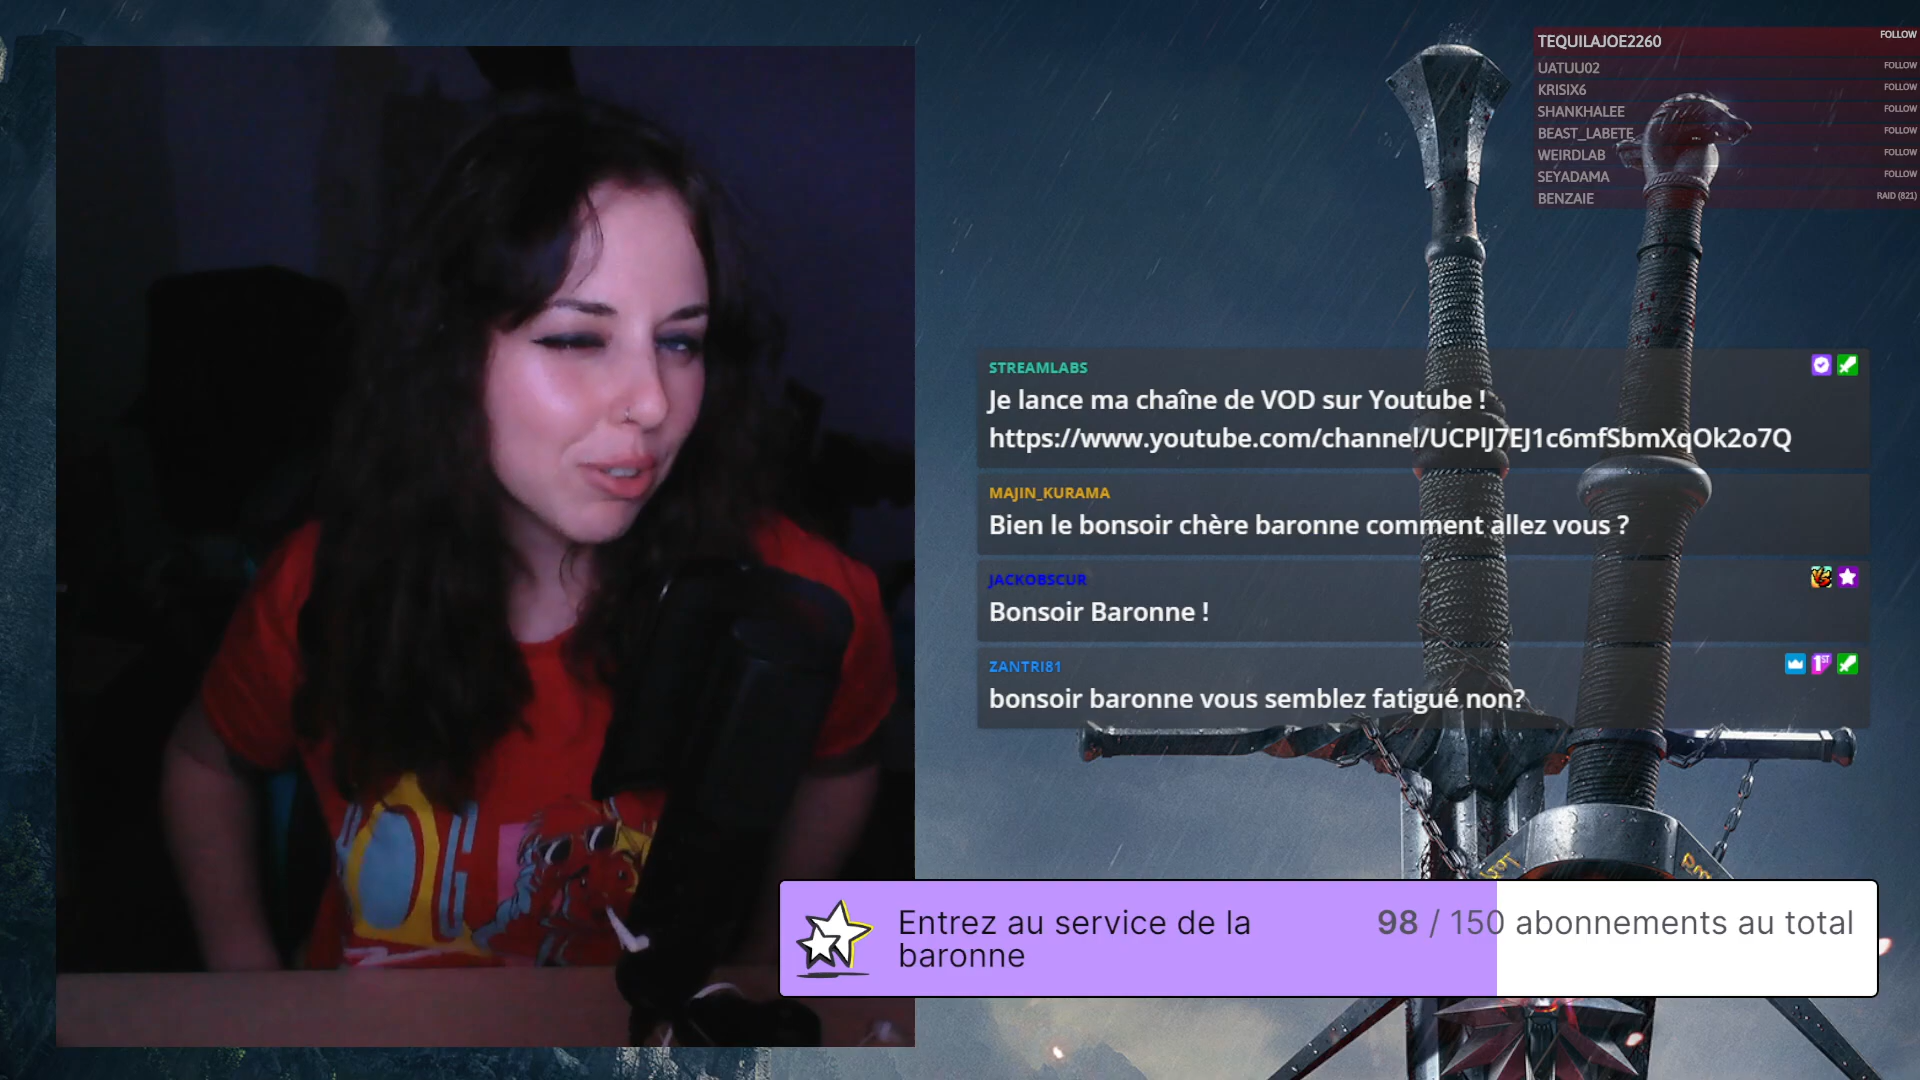 TEQUILAJOE2260 FOLLOW
UATUU02 FOLLOW
KRISIX6 FOLLOW
SHANKHALEE FOLLOW
BEAST_LABETE FOLLOW
WEIRDLAB FOLLOW
SEYADAMA FOLLOW
BENZAIE RAID (821)
STREAMLABS
Je lance ma chaîne de VOD sur Youtube !
https://www.youtube.com/channel/UCPlJ7EJ1c6mfSbmXqOk2o7Q
MAJIN_KURAMA
Bien le bonsoir chère baronne comment allez vous ?
JACKOBSCUR
Bonsoir Baronne !
ZANTRI81
1ST
bonsoir baronne vous semblez fatigué non?
Entrez au service de la
baronne
98 / 150 abonnements au total